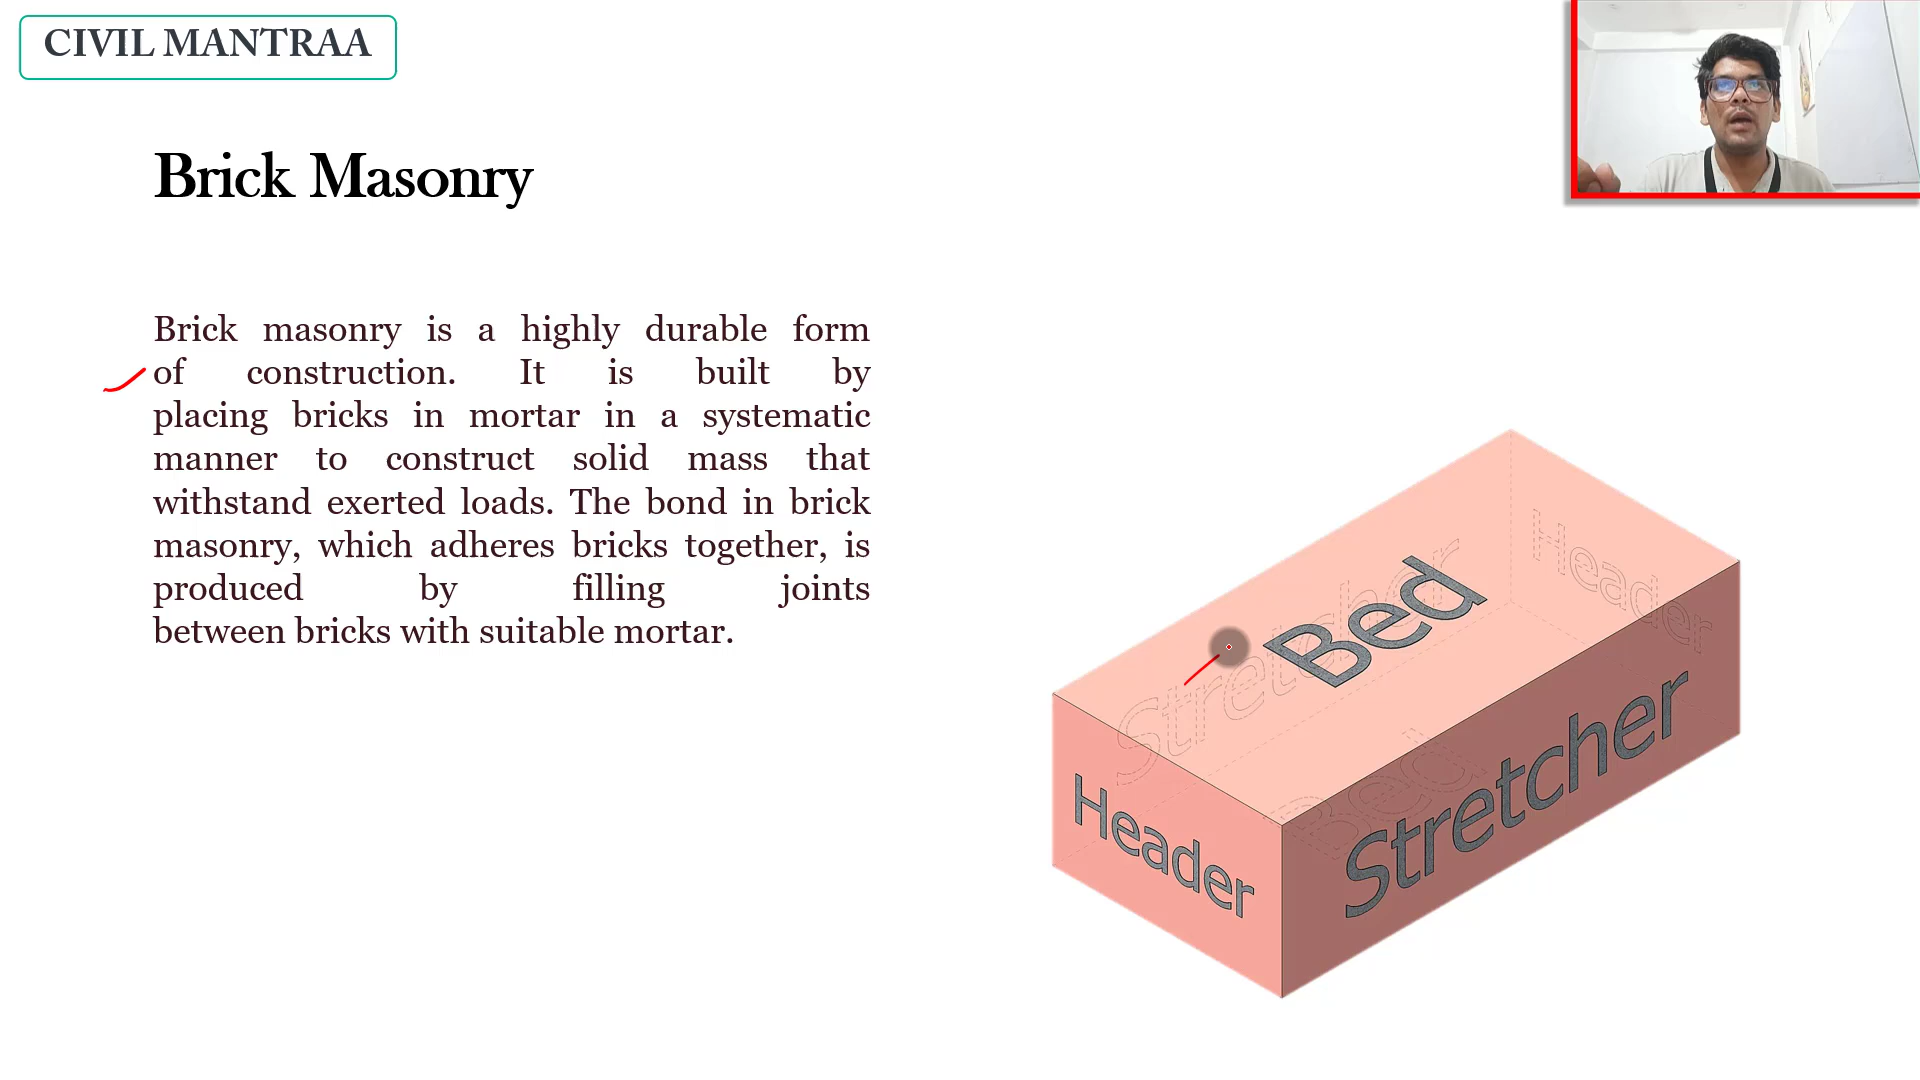 CIVIL MANTRAA
Brick Masonry
Brick masonry is a highly durable form
of construction. It is built by
placing bricks in mortar in a systematic
manner to construct solid mass that
withstand exerted loads. The bond in brick
masonry, which adheres bricks together, is
produced by filling joints
between bricks with suitable mortar.
Header
Stretcher
Bed
Header
Stretcher
Bed